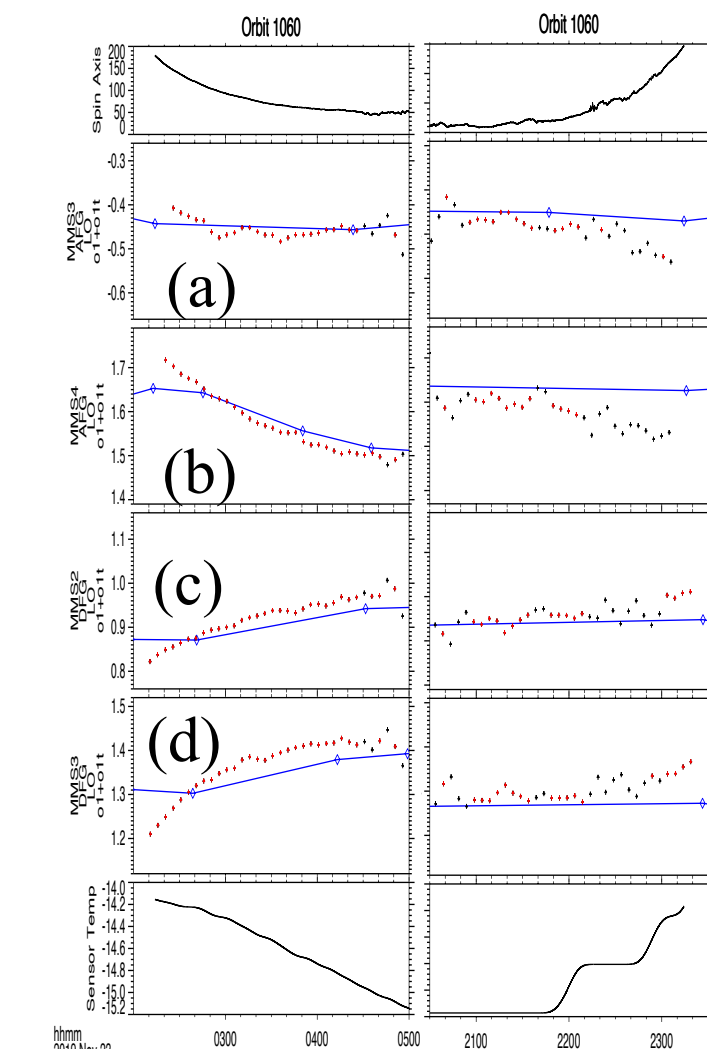 Orbit 1060 Orbit 1060
Spin Axis
200
150
100
50
0
MMS3
AFG
LO
o1+o1t
-0.3
-0.4
-0.5
-0.6
(a)
MMS4
AFG
LO
o1+o1t
1.7
1.6
1.5
1.4
(b)
MMS2
DFG
LO
o1+o1t
1.1
1.0
0.9
0.8
(c)
MMS3
DFG
LO
o1+o1t
1.5
1.4
1.3
1.2
(d)
Sensor Temp
-14.0
-14.2
-14.4
-14.6
-14.8
-15.0
-15.2
hhmm 0300 0400 0500 2100 2200 2300